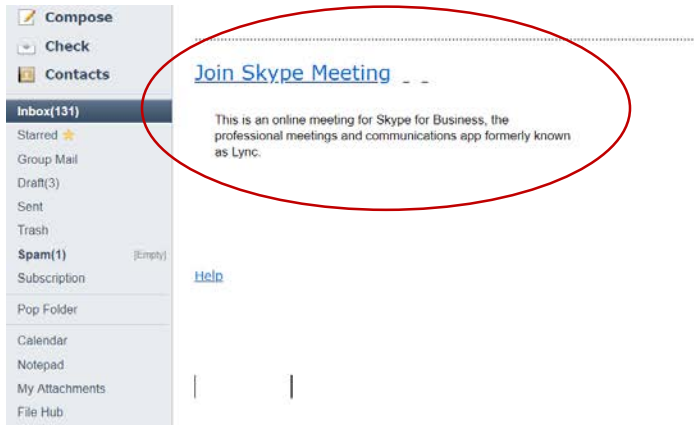 Compose
Check
Contacts
Inbox(131)
Starred
Group Mail
Draft(3)
Sent
Trash
Spam(1) [Empty]
Subscription
Pop Folder
Calendar
Notepad
My Attachments
File Hub
Join Skype Meeting
This is an online meeting for Skype for Business, the
professional meetings and communications app formerly known
as Lync.
Help